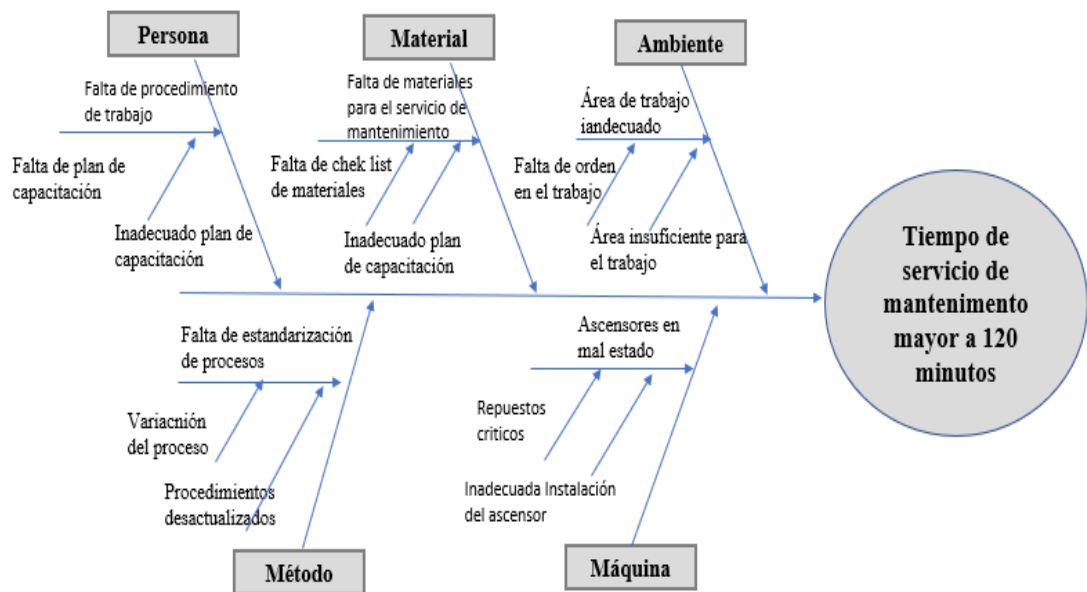 Persona
Material
Ambiente
Falta de procedimiento
de trabajo
Falta de plan de
capacitación
Inadecuado plan de
capacitación
Falta de materiales
para el servicio de
mantenimiento
Falta de chek list
de materiales
Inadecuado plan
de capacitación
Área de trabajo
iandecuado
Falta de orden
en el trabajo
Área insuficiente para
el trabajo
Tiempo de
servicio de
mantenimento
mayor a 120
minutos
Falta de estandarización
de procesos
Variacnión
del proceso
Procedimientos
desactualizados
Ascensores en
mal estado
Repuestos
criticos
Inadecuada Instalación
del ascensor
Método
Máquina